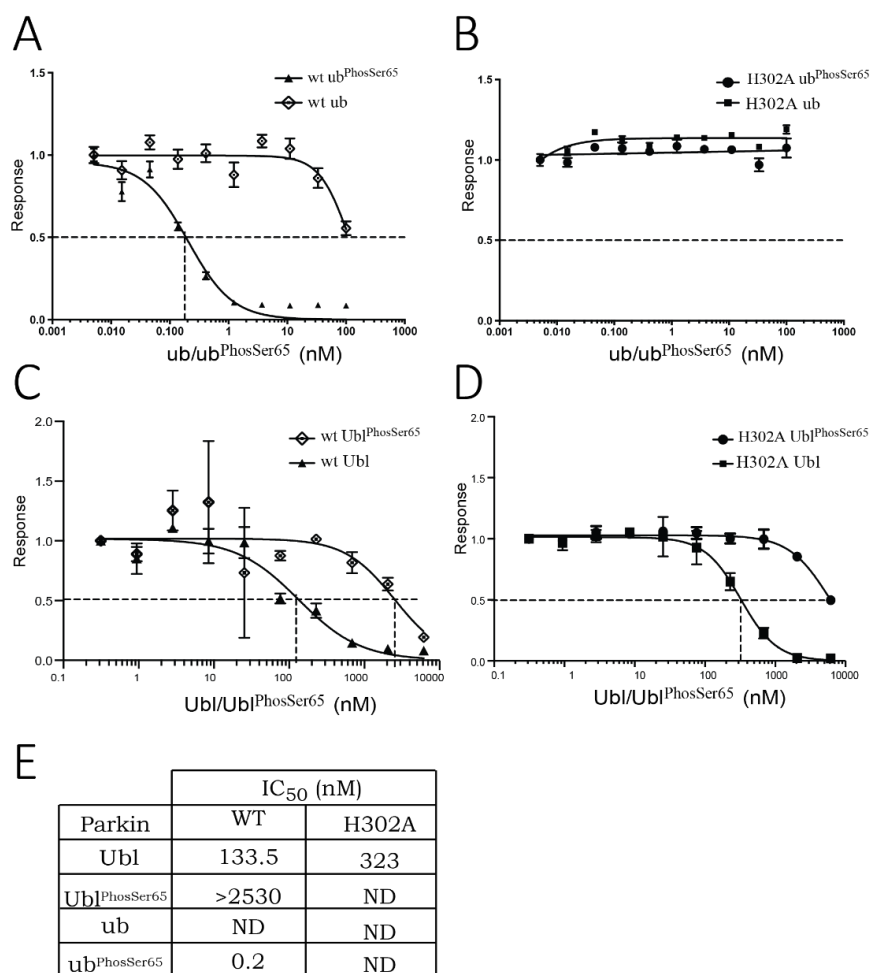 A
1.5
1.0
0.5
0.0
Response
wt ub^PhosSer65
wt ub
0.001
0.010
0.100
1
10
100
1000
ub/ub^PhosSer65 (nM)
B
1.5
1.0
0.5
0.0
Response
H302A ub^PhosSer65
H302A ub
0.001
0.010
0.100
1
10
100
1000
ub/ub^PhosSer65 (nM)
C
2.0
1.5
1.0
0.5
0.0
Response
wt Ubl^PhosSer65
wt Ubl
0.1
1
10
100
1000
10000
Ubl/Ubl^PhosSer65 (nM)
D
2.0
1.5
1.0
0.5
0.0
Response
H302A Ubl^PhosSer65
H302A Ubl
0.1
1
10
100
1000
10000
Ubl/Ubl^PhosSer65 (nM)
E
IC50 (nM)
Parkin WT H302A
Ubl 133.5 323
Ubl^PhosSer65 >2530 ND
ub ND ND
ub^PhosSer65 0.2 ND